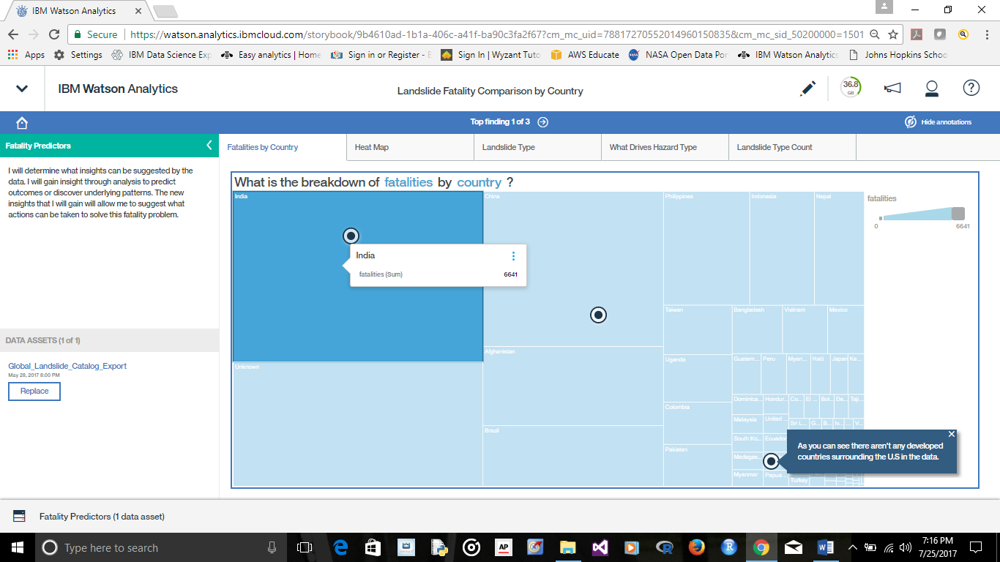 IBM Watson Analytics
Secure
https://watson.analytics.ibmcloud.com/storybook/9b4610ad-1b1a-406c-a41f-ba90c3fa2f67?cm_mc_uid=78817270552014960150835&cm_mc_sid_50200000=1501
Apps
Settings
IBM Data Science Exp
Easy analytics | Home
Sign in or Register - E
Sign In | Wyzant Tuto
AWS Educate
NASA Open Data Por
IBM Watson Analytic
Johns Hopkins Schoo
IBM Watson Analytics
Landslide Fatality Comparison by Country
36.8
GB
Top finding 1 of 3
Hide annotations
Fatality Predictors
Fatalities by Country
Heat Map
Landslide Type
What Drives Hazard Type
Landslide Type Count
I will determine what insights can be suggested by the
data. I will gain insight through analysis to predict
outcomes or discover underlying patterns. The new
insights that I will gain will allow me to suggest what
actions can be taken to solve this fatality problem.
DATA ASSETS (1 of 1)
Global_Landslide_Catalog_Export
May 28, 2017 8:00 PM
Replace
What is the breakdown of fatalities by country ?
India
China
Philippines
Indonesia
Nepal
fatalities
0
6641
India
fatalities (Sum)
6641
Taiwan
Bangladesh
Vietnam
Mexico
Afghanistan
Uganda
Guatem...
Peru
Myan...
Haiti
Japan
Ke...
Unknown
Dominica...
Hondur...
Co...
El ...
Bol...
De...
Taji...
Colombia
Malaysia
United ...
Sri L...
G...
B...
Iv...
...
V...
Brazil
South Ko...
Ecuador
Pakistan
Madagas...
Myanmar
Papua ...
Turkey
As you can see there aren't any developed
countries surrounding the U.S in the data.
Fatality Predictors (1 data asset)
Type here to search
AP
R
R
7:16 PM
7/25/2017